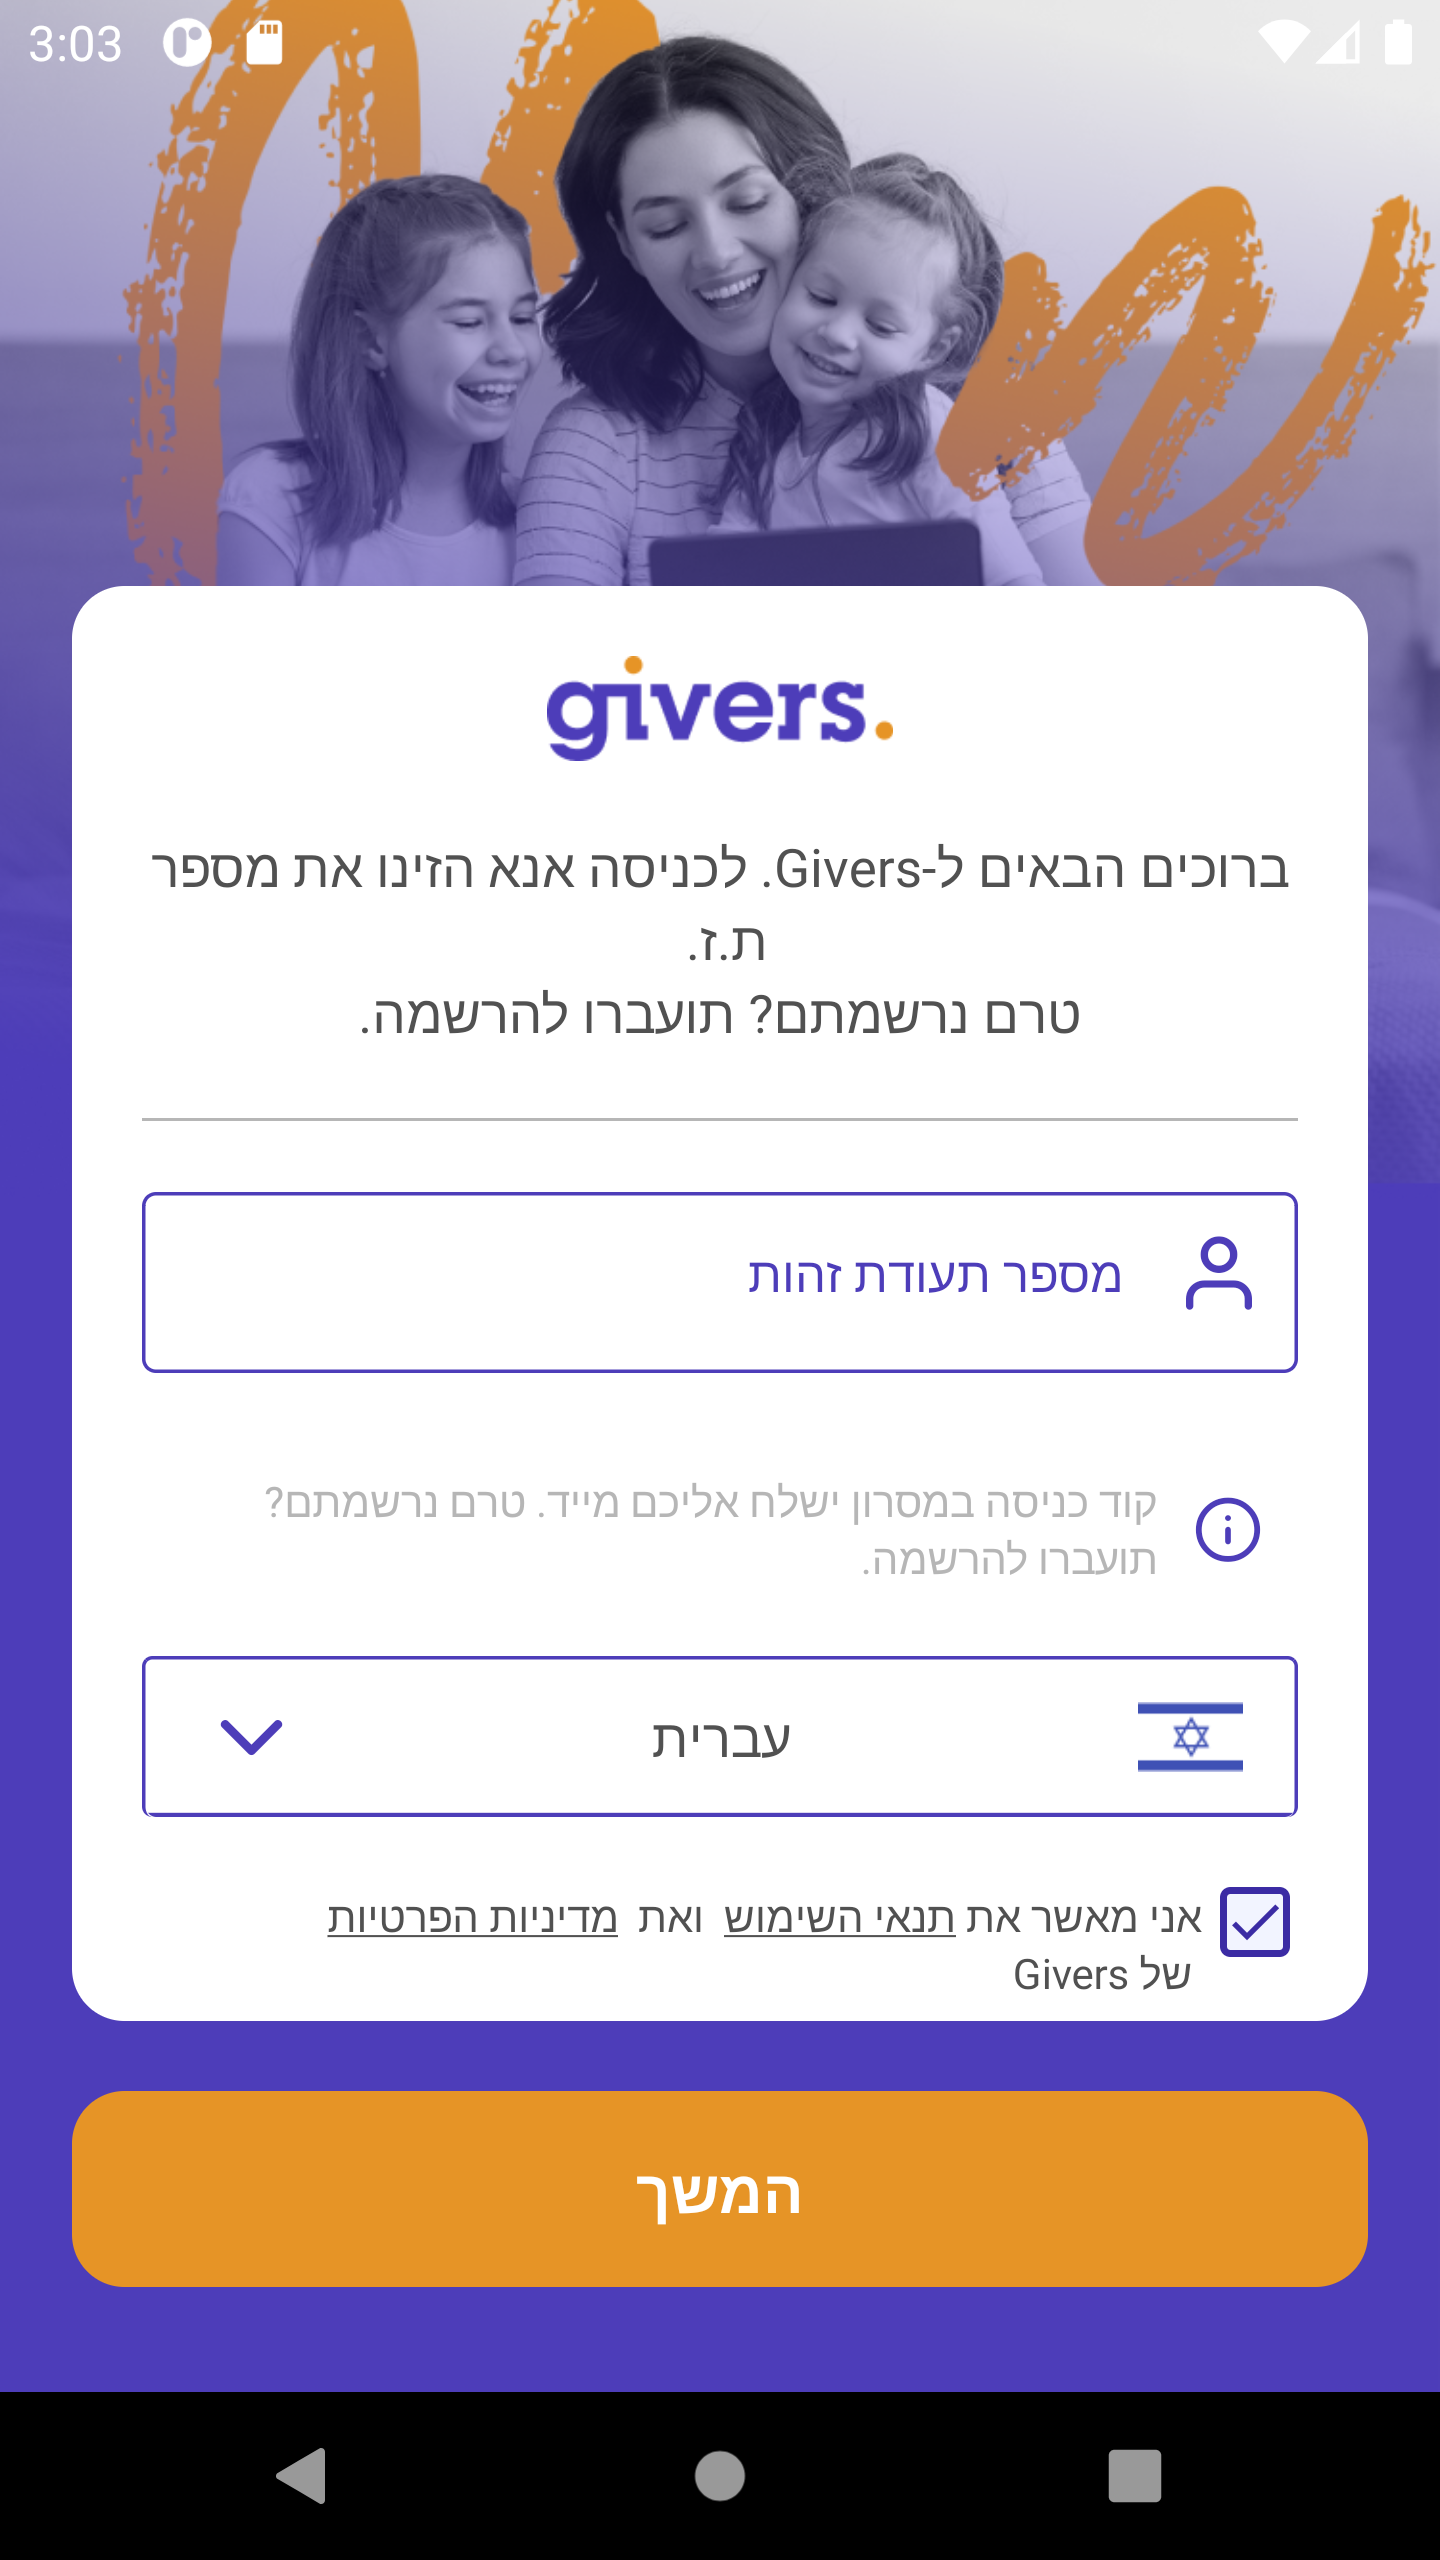 3:03
givers.
ברוכים הבאים ל-Givers. לכניסה אנא הזינו את מספר
ת.ז.
טרם נרשמתם? תועברו להרשמה.
מספר תעודת זהות
קוד כניסה במסרון ישלח אליכם מייד. טרם נרשמתם?
תועברו להרשמה.
עברית
אני מאשר את תנאי השימוש ואת מדיניות הפרטיות
של Givers
המשך